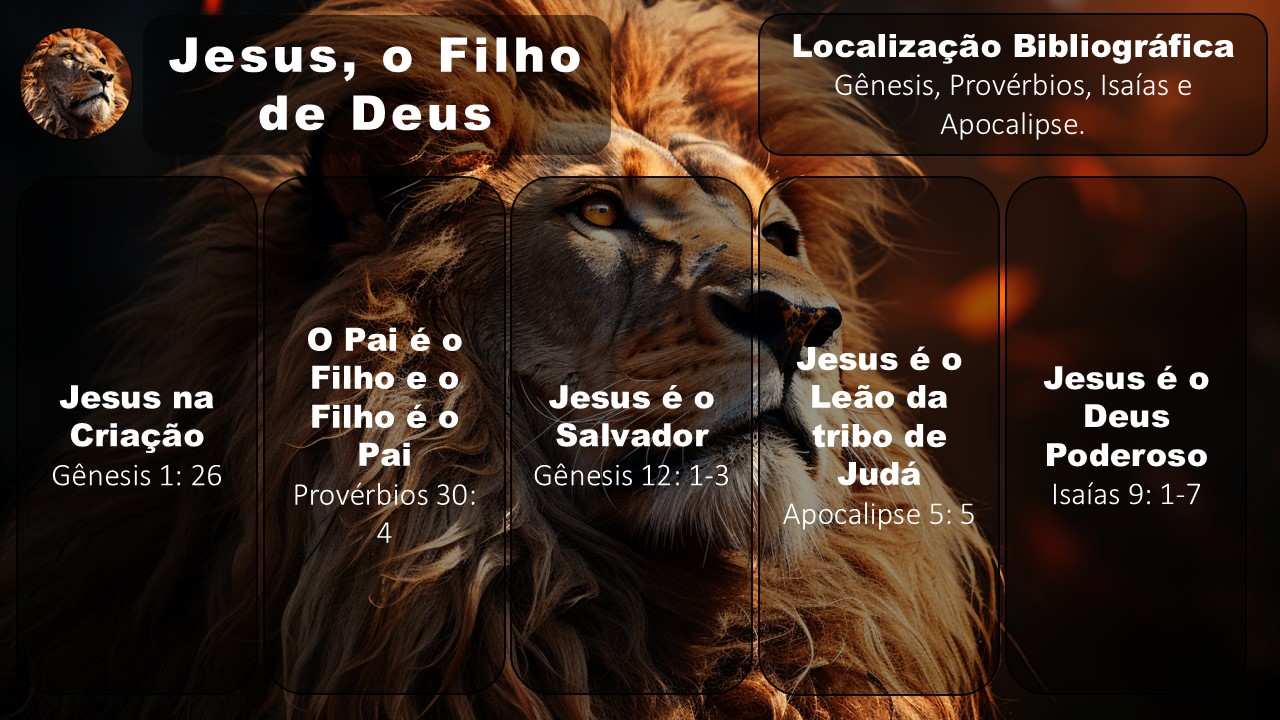 Jesus, o Filho
de Deus
Localização Bibliográfica
Gênesis, Provérbios, Isaías e
Apocalipse.
Jesus na
Criação
Gênesis 1: 26
O Pai é o
Filho e o
Filho é o
Pai
Provérbios 30:
4
Jesus é o
Salvador
Gênesis 12: 1-3
Jesus é o
Leão da
tribo de
Judá
Apocalipse 5: 5
Jesus é o
Deus
Poderoso
Isaías 9: 1-7